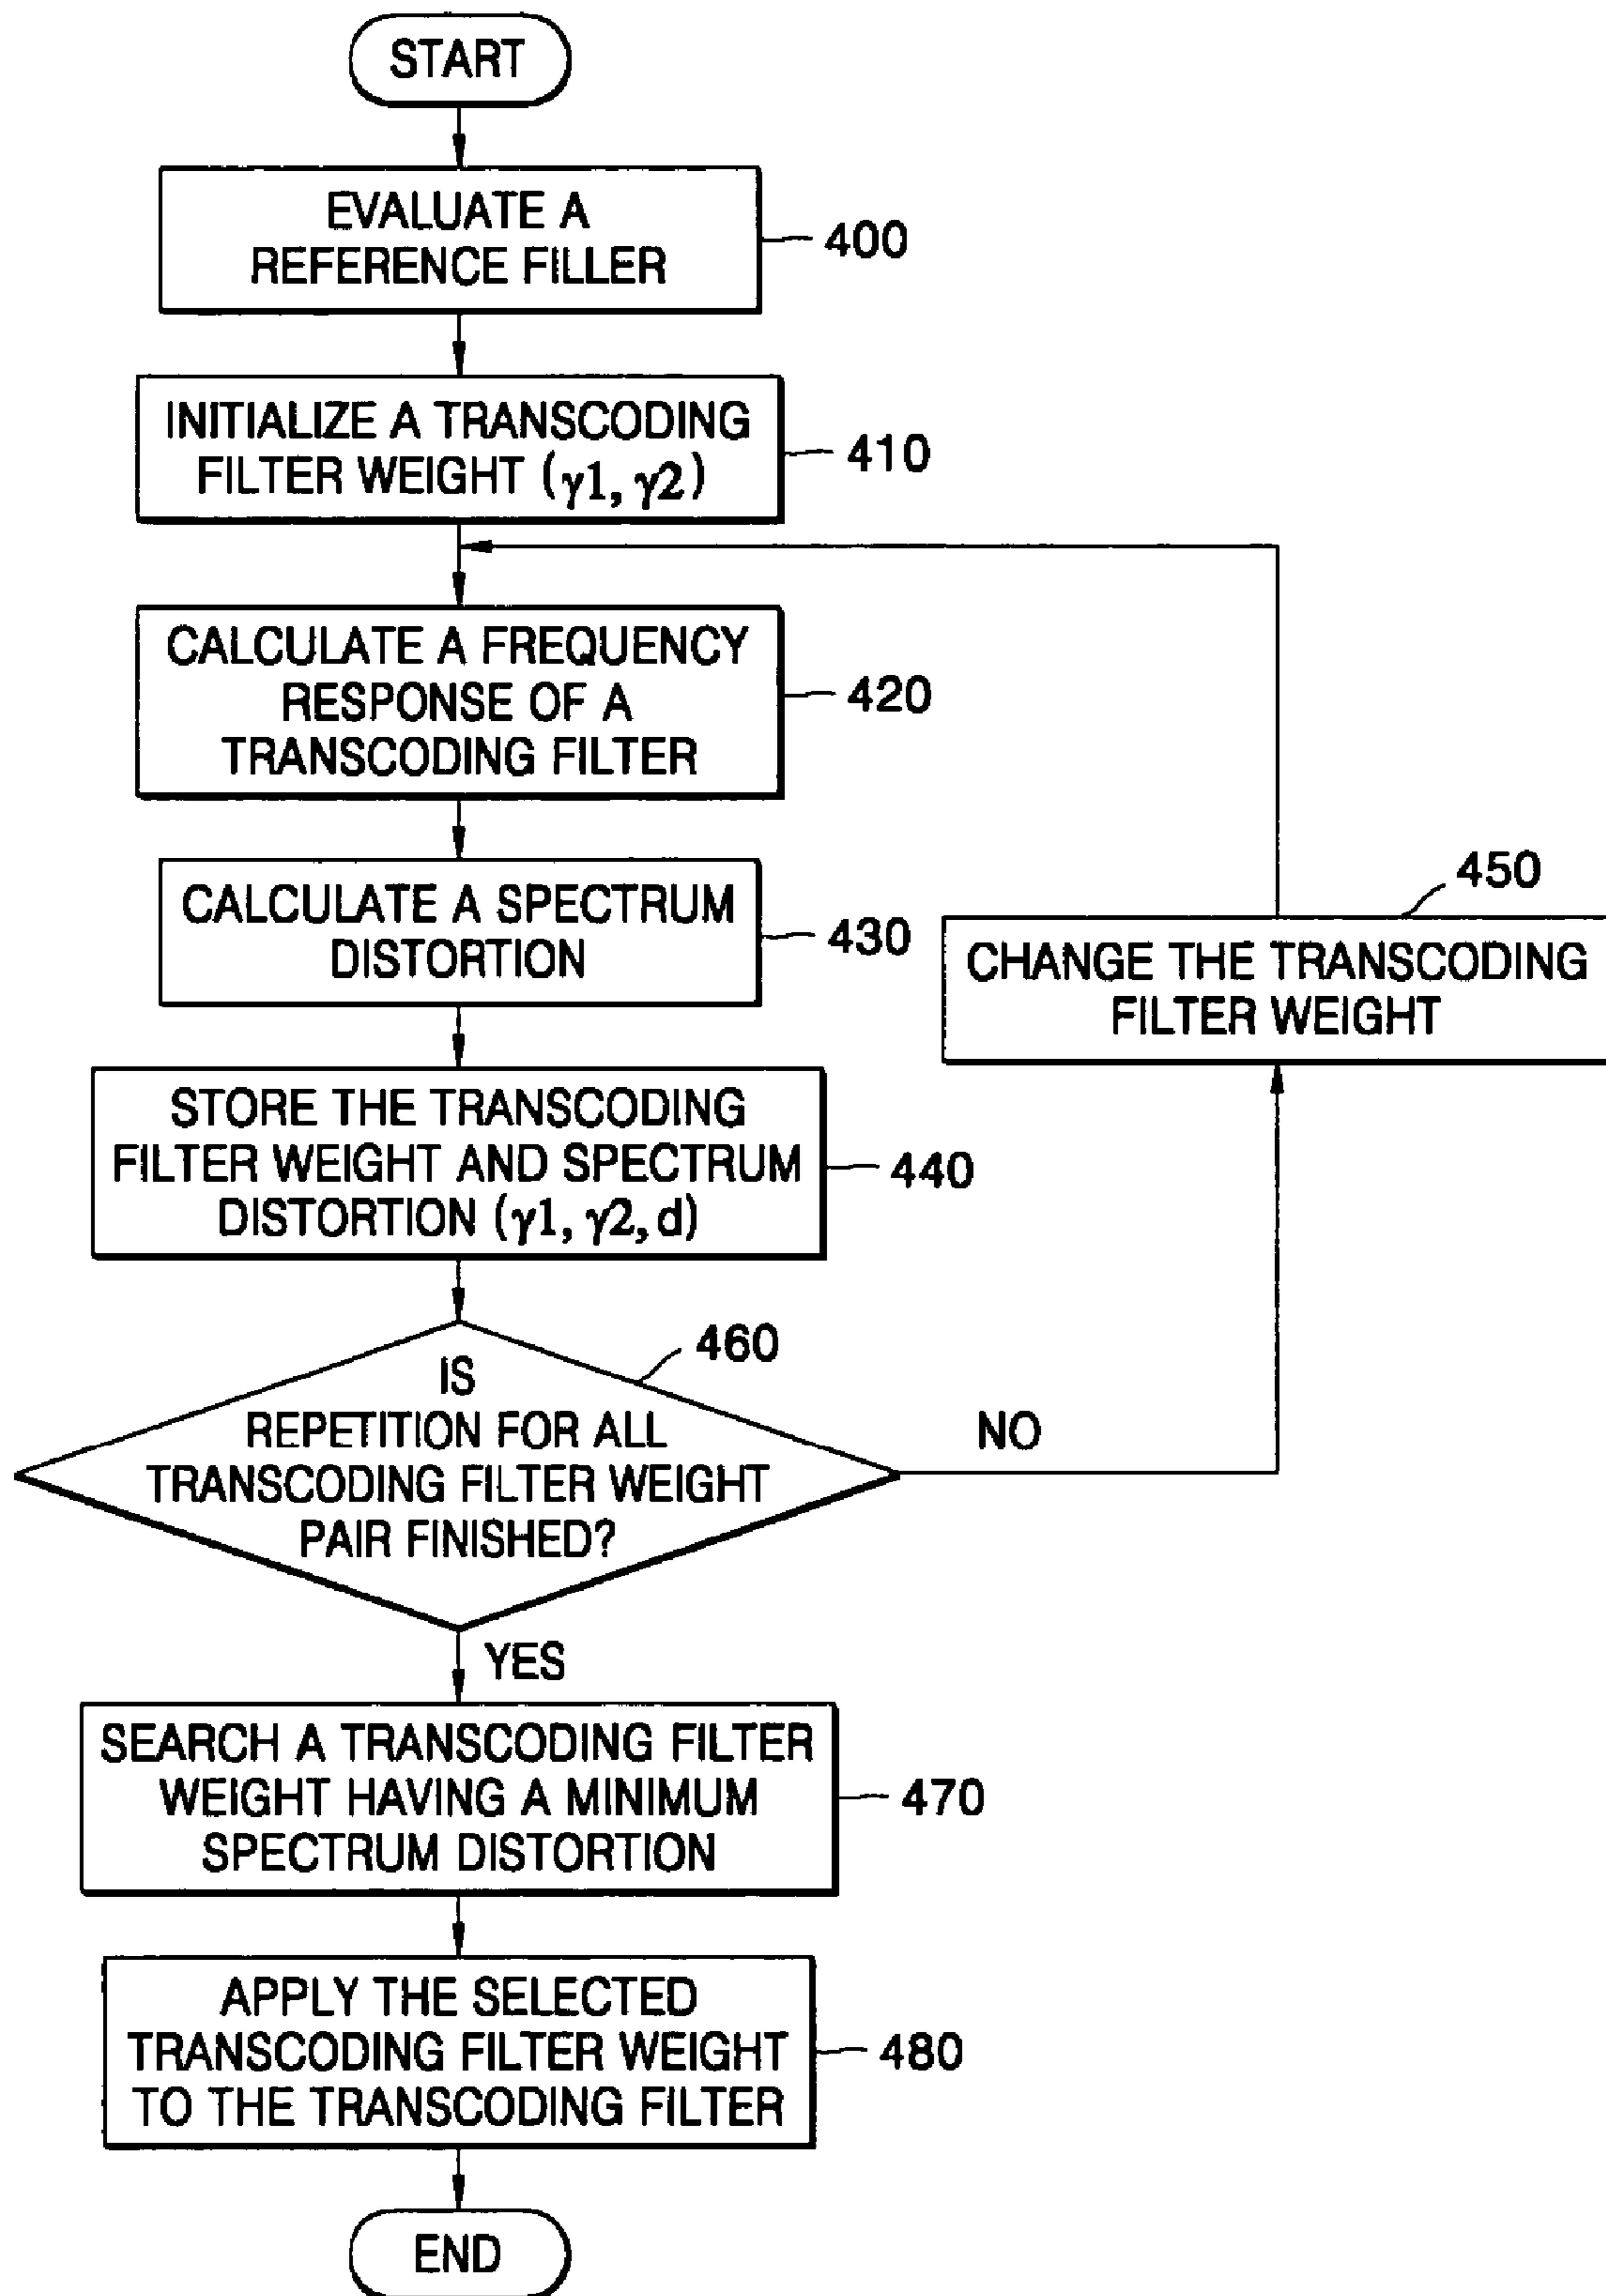 START
EVALUATE A
REFERENCE FILLER
400
INITIALIZE A TRANSCODING
FILTER WEIGHT (γ1, γ2)
410
CALCULATE A FREQUENCY
RESPONSE OF A
TRANSCODING FILTER
420
CALCULATE A SPECTRUM
DISTORTION
430
450
CHANGE THE TRANSCODING
FILTER WEIGHT
STORE THE TRANSCODING
FILTER WEIGHT AND SPECTRUM
DISTORTION (γ1, γ2, d)
440
460
IS
REPETITION FOR ALL
TRANSCODING FILTER WEIGHT
PAIR FINISHED?
NO
YES
SEARCH A TRANSCODING FILTER
WEIGHT HAVING A MINIMUM
SPECTRUM DISTORTION
470
APPLY THE SELECTED
TRANSCODING FILTER WEIGHT
TO THE TRANSCODING FILTER
480
END